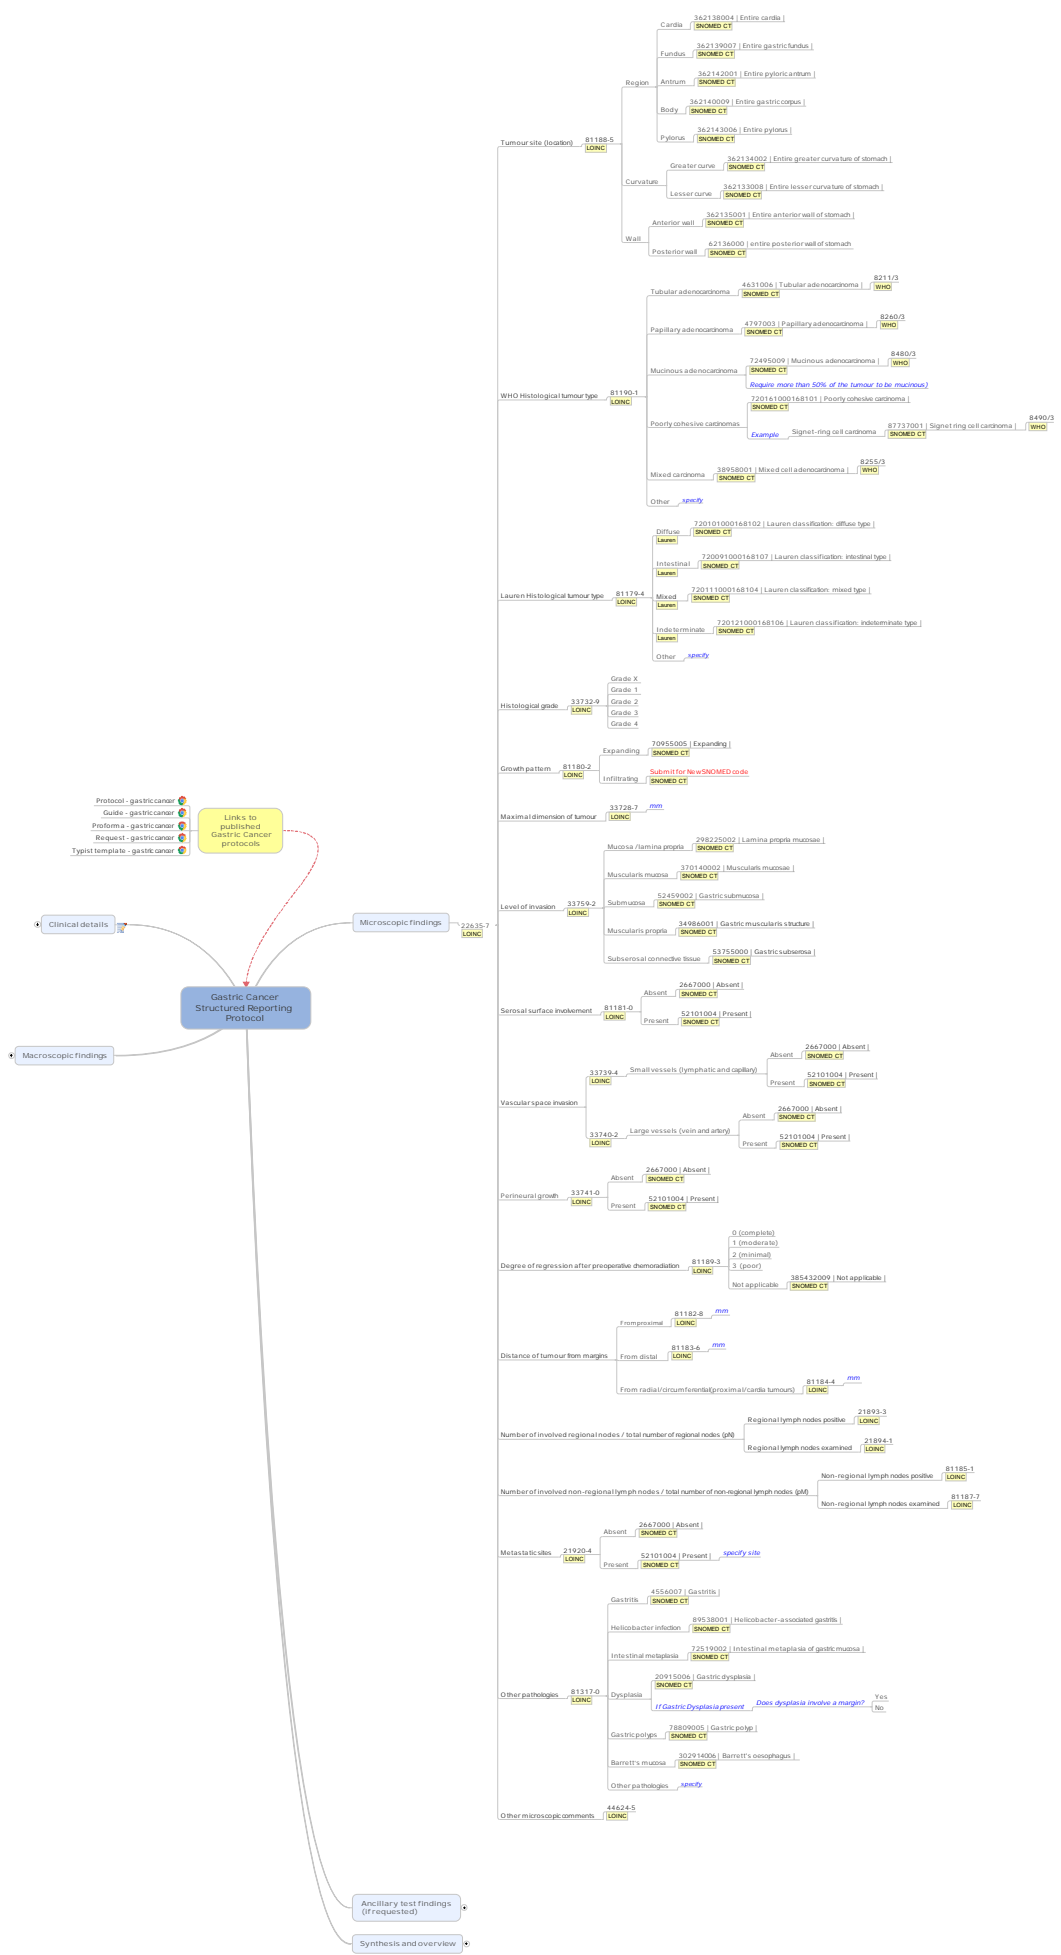 Protocol - gastric cancer
Guide - gastric cancer
Proforma - gastric cancer
Request - gastric cancer
Typist template - gastric cancer
Links to
published
Gastric Cancer
protocols
Clinical details
Gastric Cancer
Structured Reporting
Protocol
Macroscopic findings
Microscopic findings
22635-7
LOINC
Tumour site (location)
81188-5
LOINC
Region
Cardia
362138004 | Entire cardia |
SNOMED CT
Fundus
362139007 | Entire gastric fundus |
SNOMED CT
Antrum
362142001 | Entire pyloric antrum |
SNOMED CT
Body
362140009 | Entire gastric corpus |
SNOMED CT
Pylorus
362143006 | Entire pylorus |
SNOMED CT
Curvature
Greater curve
362134002 | Entire greater curvature of stomach |
SNOMED CT
Lesser curve
362133008 | Entire lesser curvature of stomach |
SNOMED CT
Wall
Anterior wall
362135001 | Entire anterior wall of stomach |
SNOMED CT
Posterior wall
62136000 | entire posterior wall of stomach
SNOMED CT
WHO Histological tumour type
81190-1
LOINC
Tubular adenocarcinoma
4631006 | Tubular adenocarcinoma |
SNOMED CT
8211/3
WHO
Papillary adenocarcinoma
4797003 | Papillary adenocarcinoma |
SNOMED CT
8260/3
WHO
Mucinous adenocarcinoma
72495009 | Mucinous adenocarcinoma |
SNOMED CT
8480/3
WHO
Require more than 50% of the tumour to be mucinous)
Poorly cohesive carcinomas
720161000168101 | Poorly cohesive carcinoma |
SNOMED CT
Example
Signet-ring cell carcinoma
87737001 | Signet ring cell carcinoma |
SNOMED CT
8490/3
WHO
Mixed carcinoma
38958001 | Mixed cell adenocarcinoma |
SNOMED CT
8255/3
WHO
Other
specify
Lauren Histological tumour type
81179-4
LOINC
Diffuse
Lauren
720101000168102 | Lauren classification: diffuse type |
SNOMED CT
Intestinal
Lauren
720091000168107 | Lauren classification: intestinal type |
SNOMED CT
Mixed
Lauren
720111000168104 | Lauren classification: mixed type |
SNOMED CT
Indeterminate
Lauren
720121000168106 | Lauren classification: indeterminate type |
SNOMED CT
Other
specify
Histological grade
33732-9
LOINC
Grade X
Grade 1
Grade 2
Grade 3
Grade 4
Growth pattern
81180-2
LOINC
Expanding
70955005 | Expanding |
SNOMED CT
Infiltrating
Submit for New SNOMED code
SNOMED CT
Maximal dimension of tumour
33728-7
LOINC
mm
Level of invasion
33759-2
LOINC
Mucosa /lamina propria
298225002 | Lamina propria mucosae |
SNOMED CT
Muscularis mucosa
370140002 | Muscularis mucosae |
SNOMED CT
Submucosa
52459002 | Gastric submucosa |
SNOMED CT
Muscularis propria
34986001 | Gastric muscularis structure |
SNOMED CT
Subserosal connective tissue
53755000 | Gastric subserosa |
SNOMED CT
Serosal surface involvement
81181-0
LOINC
Absent
2667000 | Absent |
SNOMED CT
Present
52101004 | Present |
SNOMED CT
Vascular space invasion
33739-4
LOINC
Small vessels (lymphatic and capillary)
Absent
2667000 | Absent |
SNOMED CT
Present
52101004 | Present |
SNOMED CT
33740-2
LOINC
Large vessels (vein and artery)
Absent
2667000 | Absent |
SNOMED CT
Present
52101004 | Present |
SNOMED CT
Perineural growth
33741-0
LOINC
Absent
2667000 | Absent |
SNOMED CT
Present
52101004 | Present |
SNOMED CT
Degree of regression after preoperative chemoradiation
81189-3
LOINC
0 (complete)
1 (moderate)
2 (minimal)
3 (poor)
Not applicable
385432009 | Not applicable |
SNOMED CT
Distance of tumour from margins
From proximal
81182-8
LOINC
mm
From distal
81183-6
LOINC
mm
From radial/circumferential(proximal/cardia tumours)
81184-4
LOINC
mm
Number of involved regional nodes / total number of regional nodes (pN)
Regional lymph nodes positive
21893-3
LOINC
Regional lymph nodes examined
21894-1
LOINC
Number of involved non-regional lymph nodes / total number of non-regional lymph nodes (pM)
Non-regional lymph nodes positive
81185-1
LOINC
Non-regional lymph nodes examined
81187-7
LOINC
Metastatic sites
21920-4
LOINC
Absent
2667000 | Absent |
SNOMED CT
Present
52101004 | Present |
SNOMED CT
specify site
Other pathologies
81317-0
LOINC
Gastritis
4556007 | Gastritis |
SNOMED CT
Helicobacter infection
89538001 | Helicobacter-associated gastritis |
SNOMED CT
Intestinal metaplasia
72519002 | Intestinal metaplasia of gastric mucosa |
SNOMED CT
Dysplasia
20915006 | Gastric dysplasia |
SNOMED CT
If Gastric Dysplasia present
Does dysplasia involve a margin?
Yes
No
Gastric polyps
78809005 | Gastric polyp |
SNOMED CT
Barrett's mucosa
302914006 | Barrett's oesophagus |
SNOMED CT
Other pathologies
specify
Other microscopic comments
44624-5
LOINC
Ancillary test findings
(if requested)
Synthesis and overview